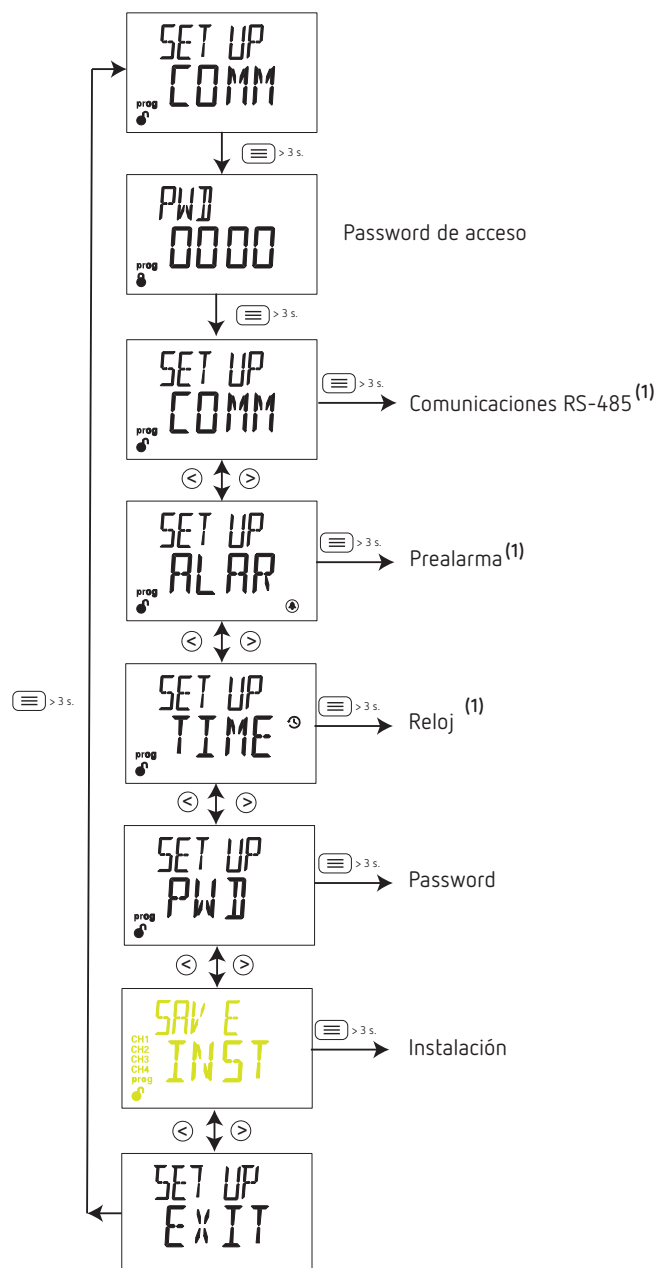 SET UP
COMM
prog
> 3 s.
PWD
0000
prog
Password de acceso
> 3 s.
SET UP
COMM
prog
> 3 s.
Comunicaciones RS-485(1)
< >
SET UP
ALAR
prog
> 3 s.
Prealarma(1)
< >
> 3 s.
SET UP
TIME
prog
> 3 s.
Reloj (1)
< >
SET UP
PWD
prog
> 3 s.
Password
< >
SAVE
INST
CH1
CH2
CH3
CH4
prog
> 3 s.
Instalación
< >
SET UP
EXIT